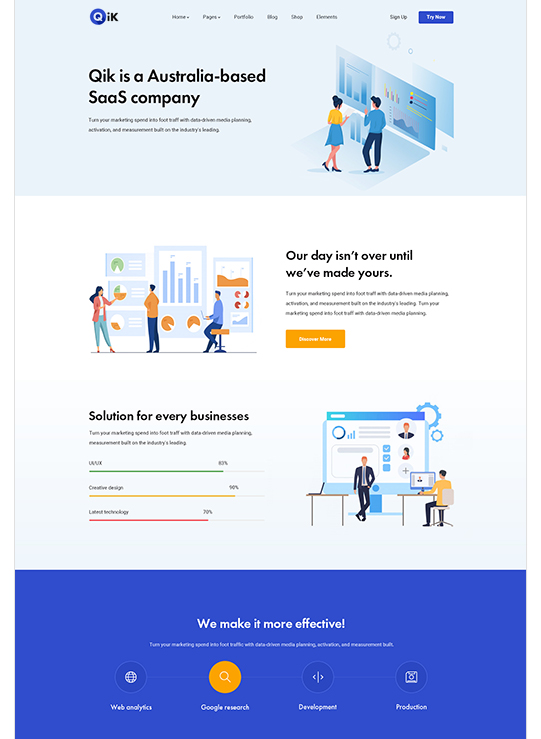 QiK
Home
Pages
Portfolio
Blog
Shop
Elements
Sign Up
Try Now
Qik is a Australia-based
SaaS company
Turn your marketing spend into foot traff with data-driven media planning,
activation, and measurement built on the industry's leading.
Our day isn't over until
we've made yours.
Turn your marketing spend into foot traff with data-driven media planning,
activation, and measurement built on the industry's leading. Turn your
marketing spend into foot traff with data-driven media planning,
Discover More
Solution for every businesses
Turn your marketing spend into foot traff with data-driven media planning,
measurement built on the industry's leading.
UI/UX 83%
Creative design 90%
Latest technology 70%
We make it more effective!
Turn your marketing spend into foot traffic with data-driven media planning, activation, and measurement built.
Web analytics
Google research
Development
Production